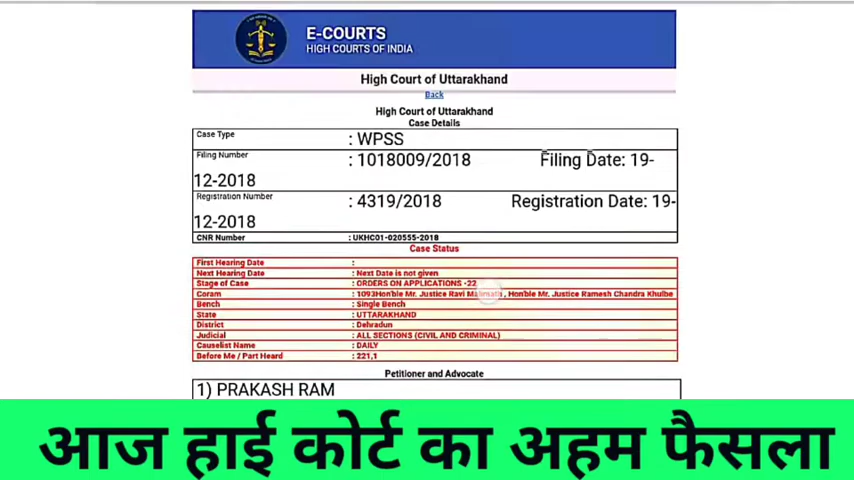 E-COURTS
HIGH COURTS OF INDIA
High Court of Uttarakhand
Back
High Court of Uttarakhand
Case Details
Case Type : WPSS
Filing Number : 1018009/2018 Filing Date: 19-
12-2018
Registration Number : 4319/2018 Registration Date: 19-
12-2018
CNR Number : UKHC01-020555-2018
Case Status
First Hearing Date :
Next Hearing Date : Next Date is not given
Stage of Case : ORDERS ON APPLICATIONS -22
Coram : 1093Hon'ble Mr. Justice Ravi Malimath , Hon'ble Mr. Justice Ramesh Chandra Khulbe
Bench : Single Bench
State : UTTARAKHAND
District : Dehradun
Judicial : ALL SECTIONS (CIVIL AND CRIMINAL)
Causelist Name : DAILY
Before Me / Part Heard : 221,1
Petitioner and Advocate
1) PRAKASH RAM
आज हाई कोर्ट का अहम फैसला